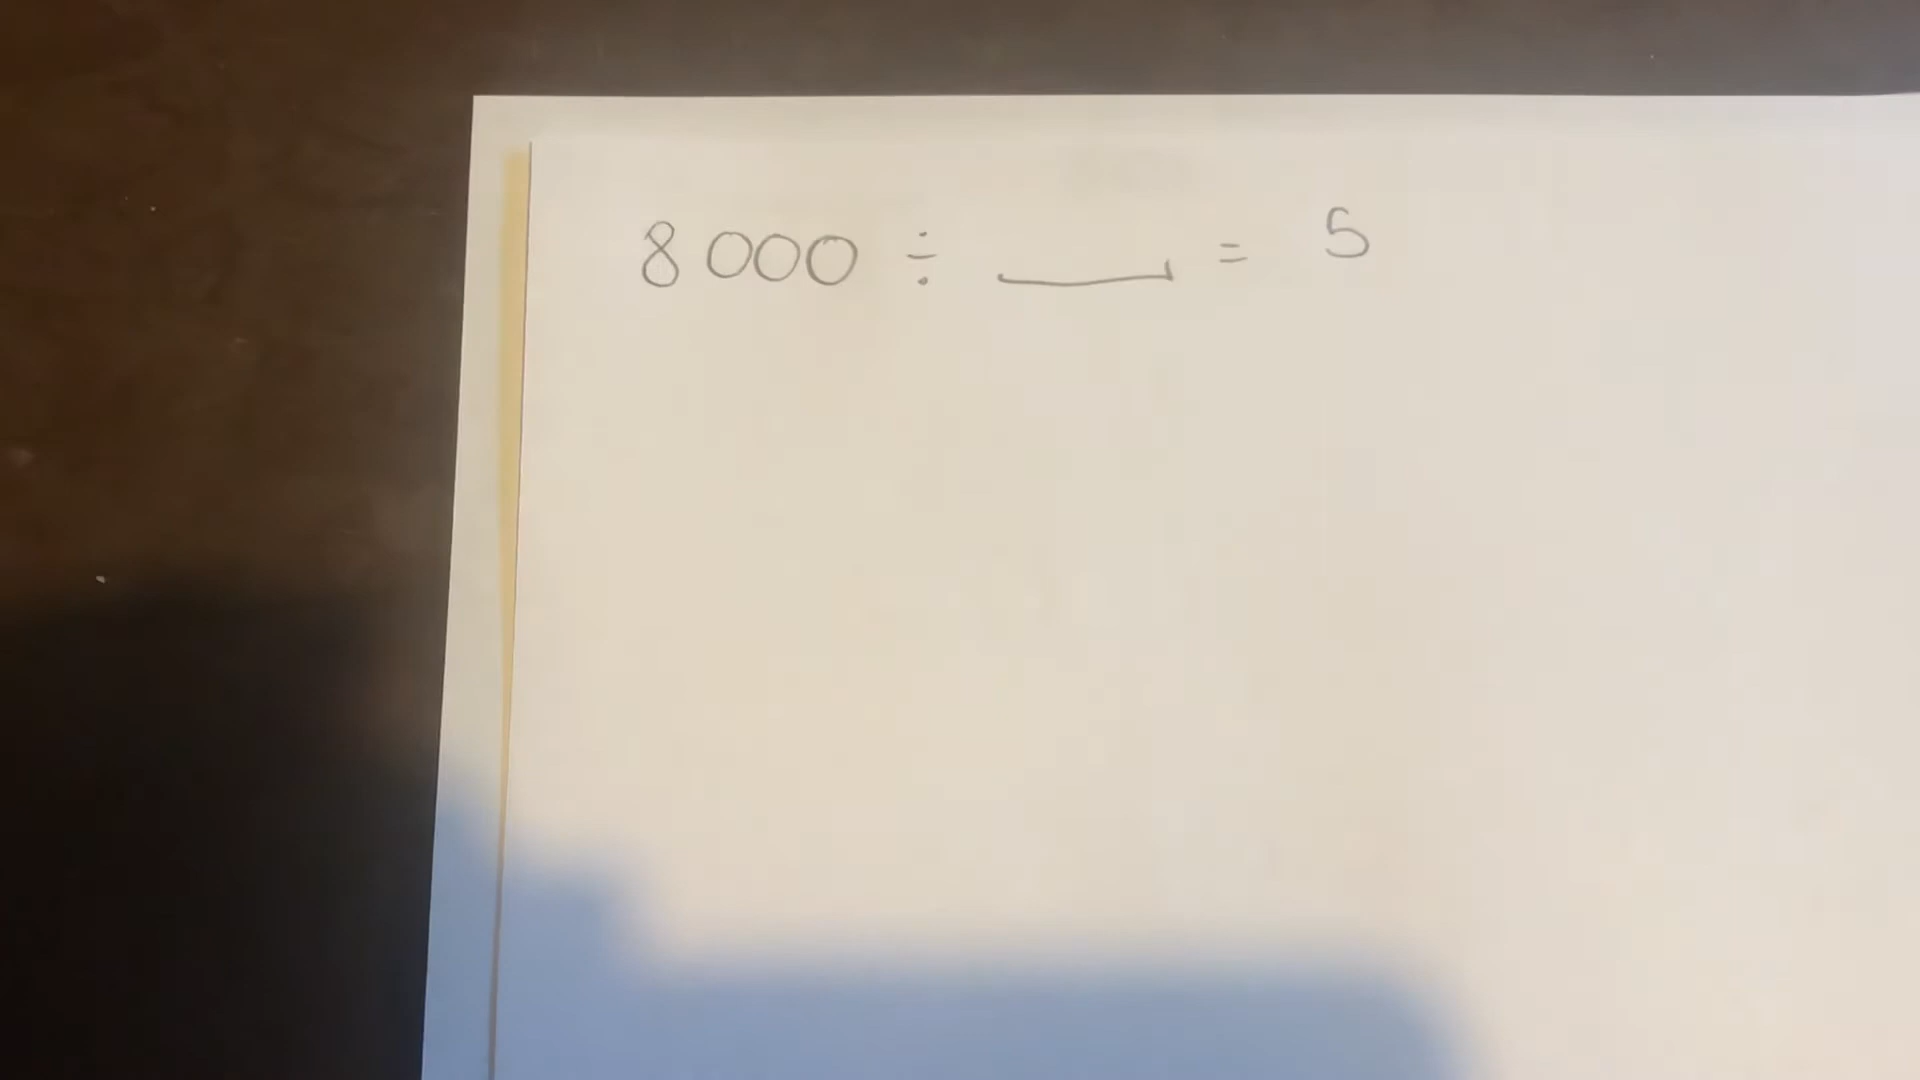 8 000 ÷ ___ = 5